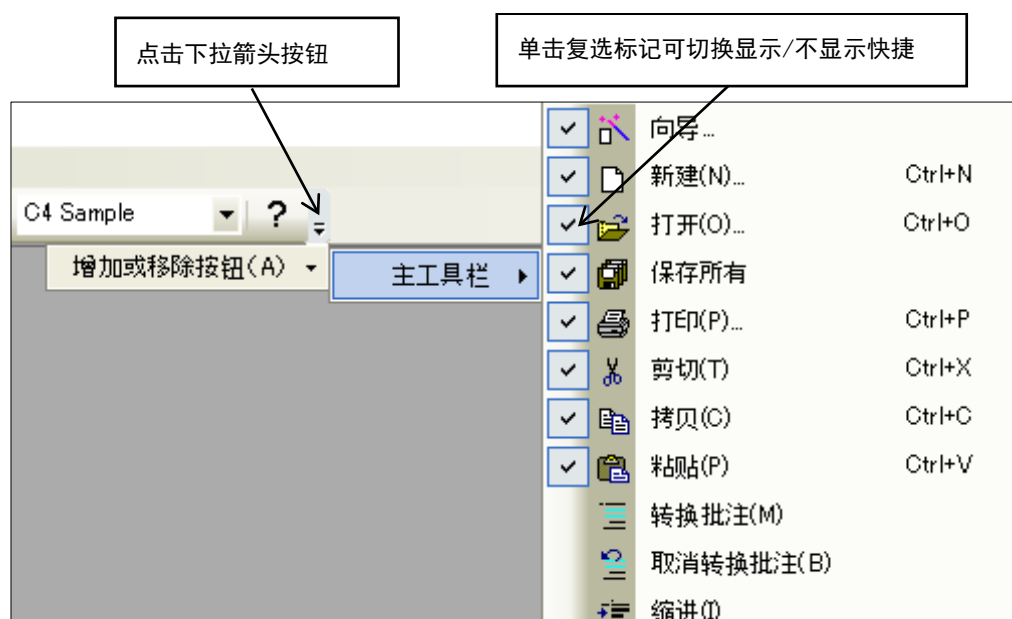 点击下拉箭头按钮
单击复选标记可切换显示/不显示快捷
向导...
新建(N)... Ctrl+N
C4 Sample ?
打开(O)... Ctrl+O
增加或移除按钮(A)
主工具栏
保存所有
打印(P)... Ctrl+P
剪切(T) Ctrl+X
拷贝(C) Ctrl+C
粘贴(P) Ctrl+V
转换批注(M)
取消转换批注(B)
缩进(I)